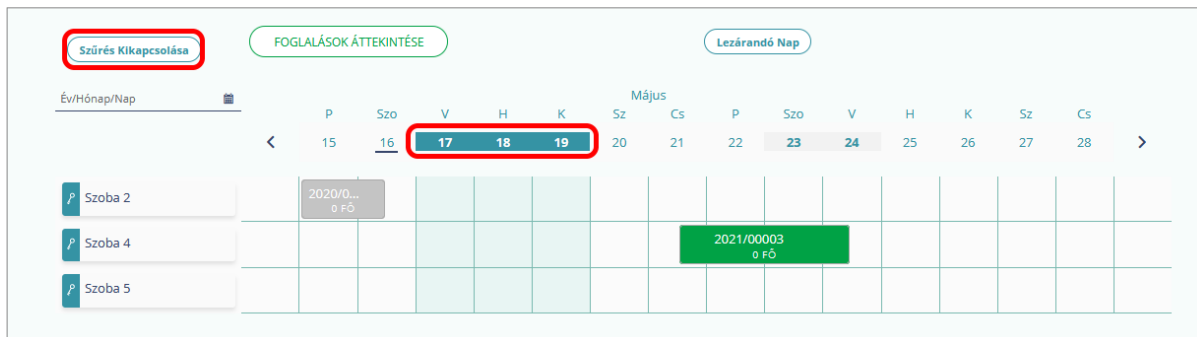 Szűrés Kikapcsolása
FOGLALÁSOK ÁTTEKINTÉSE
Lezárandó Nap
Év/Hónap/Nap
Május
P Szo V H K Sz Cs P Szo V H K Sz Cs
< 15 16 17 18 19 20 21 22 23 24 25 26 27 28 >
Szoba 2
2020/0...
0 FŐ
Szoba 4
2021/00003
0 FŐ
Szoba 5